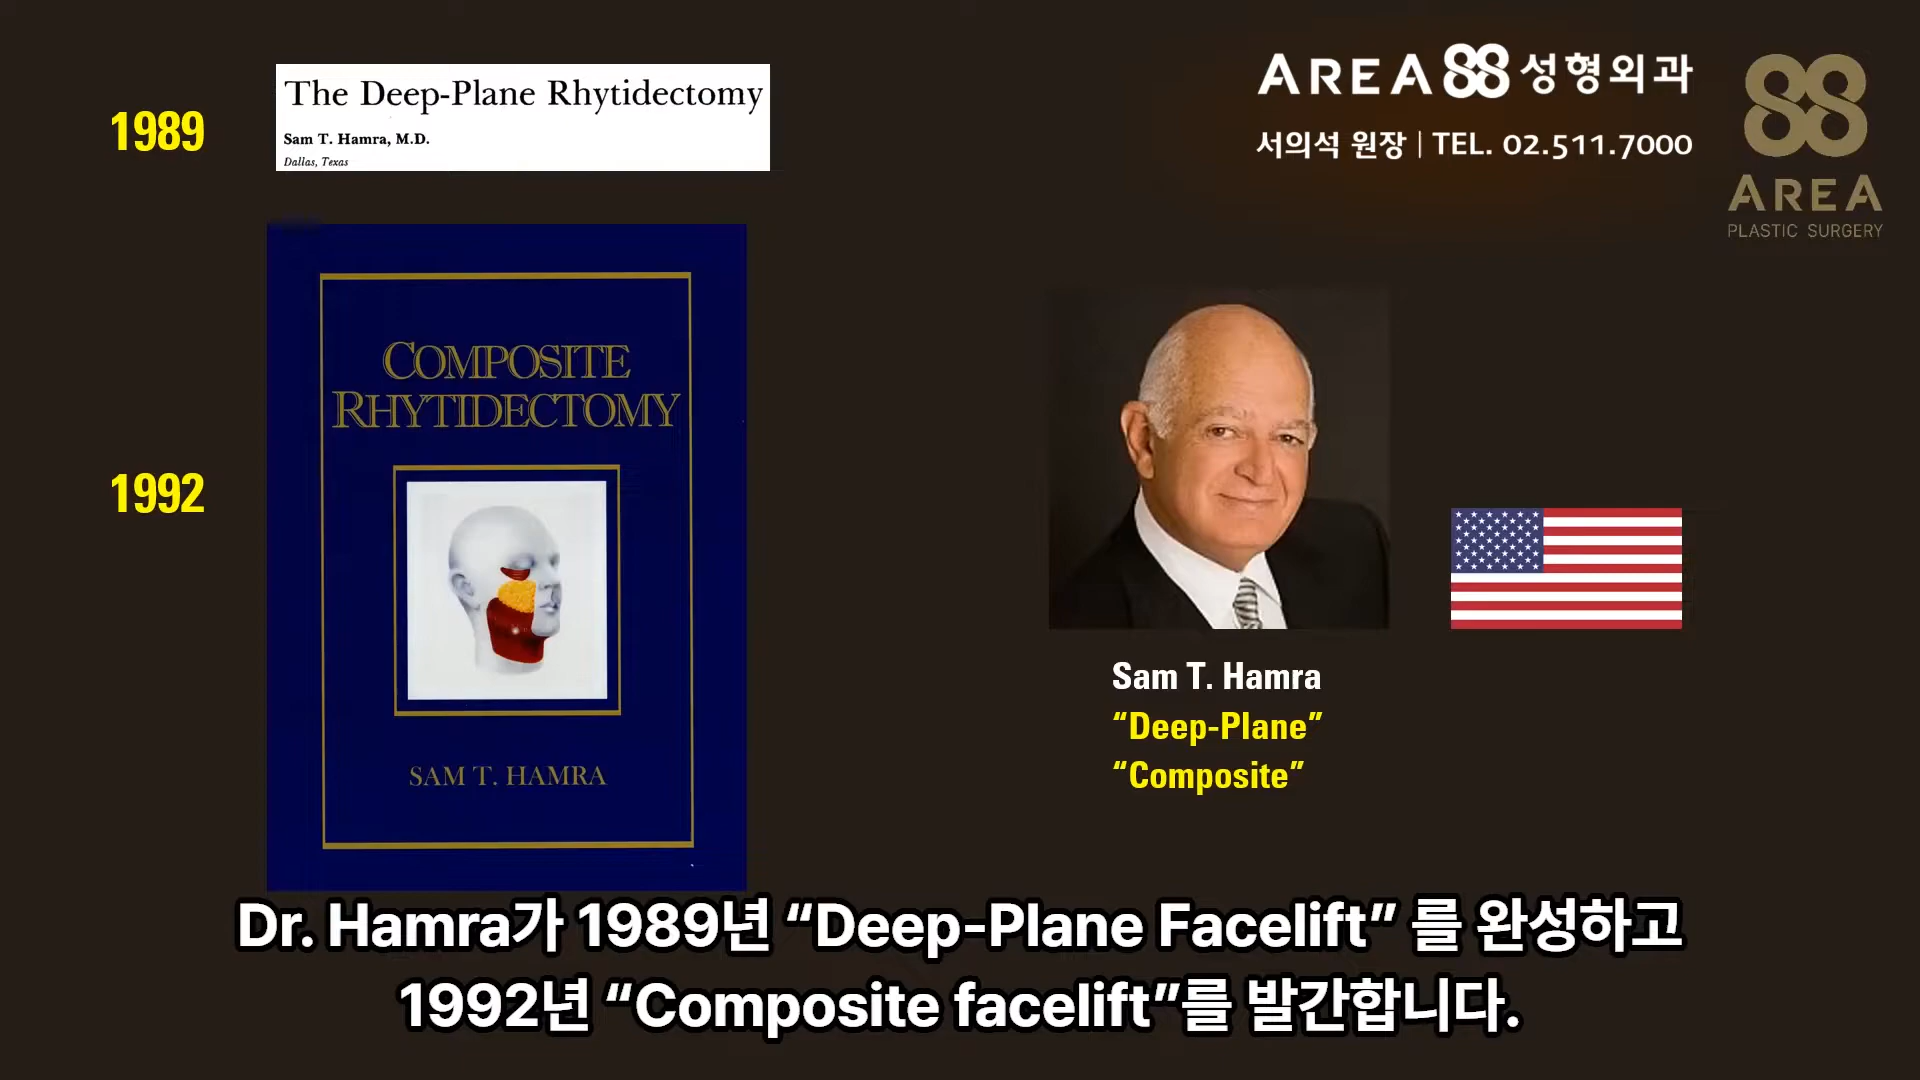 1989
The Deep-Plane Rhytidectomy
Sam T. Hamra, M.D.
Dallas, Texas
AREA 88 성형외과
서의석 원장 | TEL. 02.511.7000
88
AREA
PLASTIC SURGERY
1992
COMPOSITE
RHYTIDECTOMY
SAM T. HAMRA
Sam T. Hamra
“Deep-Plane”
“Composite”
Dr. Hamra가 1989년 “Deep-Plane Facelift” 를 완성하고
1992년 “Composite facelift”를 발간합니다.